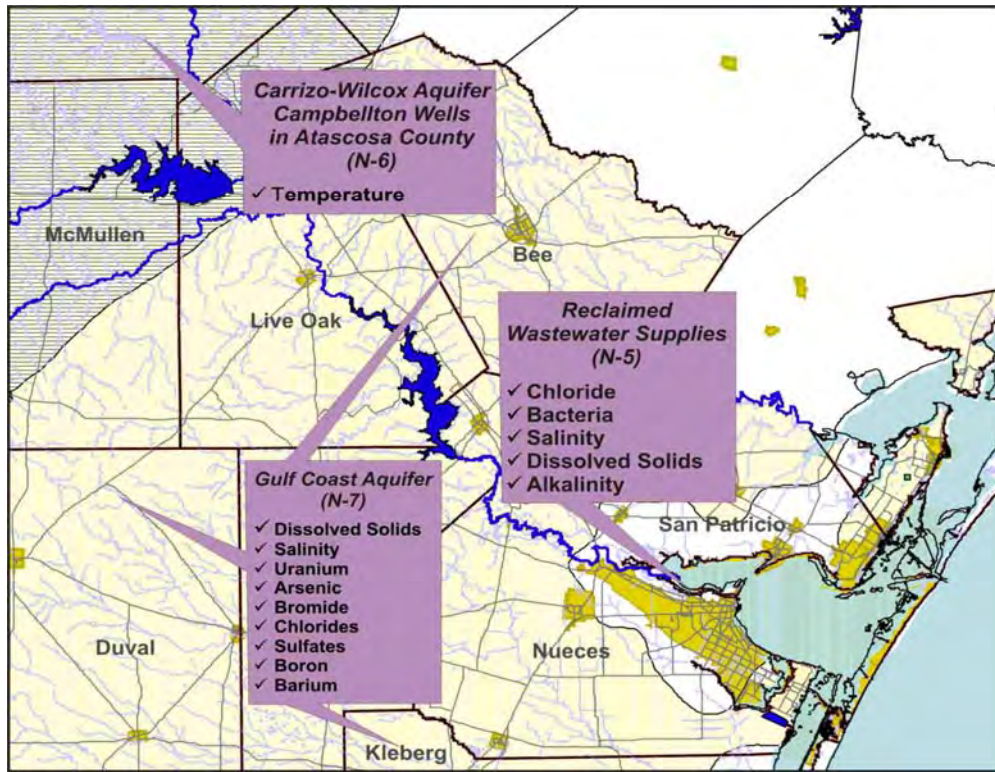 Carrizo-Wilcox Aquifer
Campbellton Wells
in Atascosa County
(N-6)
✓ Temperature
McMullen
Bee
Live Oak
Reclaimed
Wastewater Supplies
(N-5)
✓ Chloride
✓ Bacteria
✓ Salinity
✓ Dissolved Solids
✓ Alkalinity
Gulf Coast Aquifer
(N-7)
✓ Dissolved Solids
✓ Salinity
✓ Uranium
✓ Arsenic
✓ Bromide
✓ Chlorides
✓ Sulfates
✓ Boron
✓ Barium
San Patricio
Duval
Nueces
Kleberg